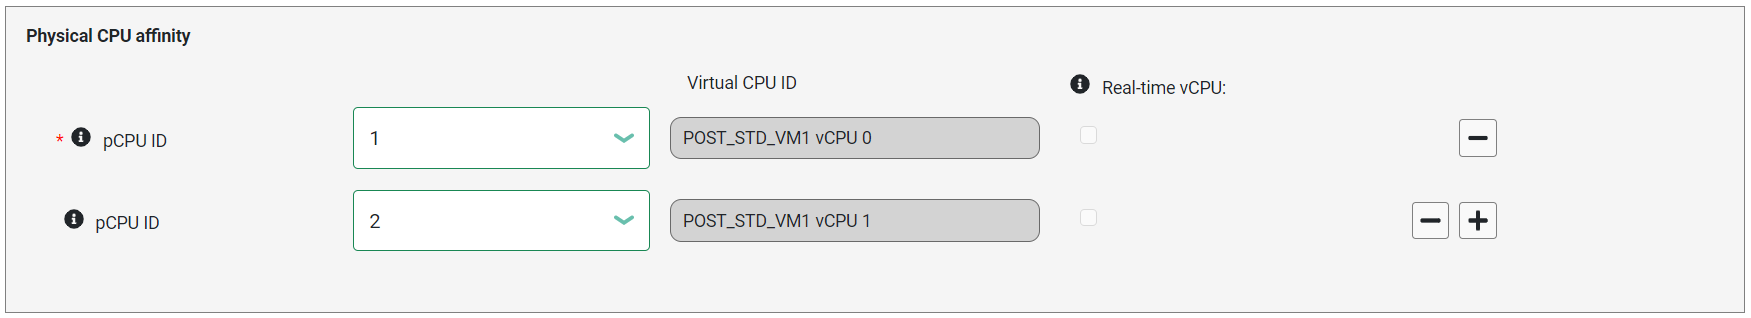 Physical CPU affinity
Virtual CPU ID
Real-time vCPU:
* pCPU ID 1 POST_STD_VM1 vCPU 0
pCPU ID 2 POST_STD_VM1 vCPU 1